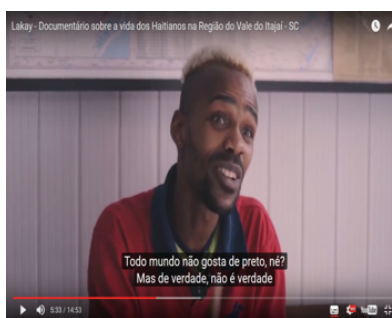 Lakay - Documentário sobre a vida dos Haitianos na Região do Vale do Itajaí - SC
Todo mundo não gosta de preto, né?
Mas de verdade, não é verdade
5:33 / 14:53